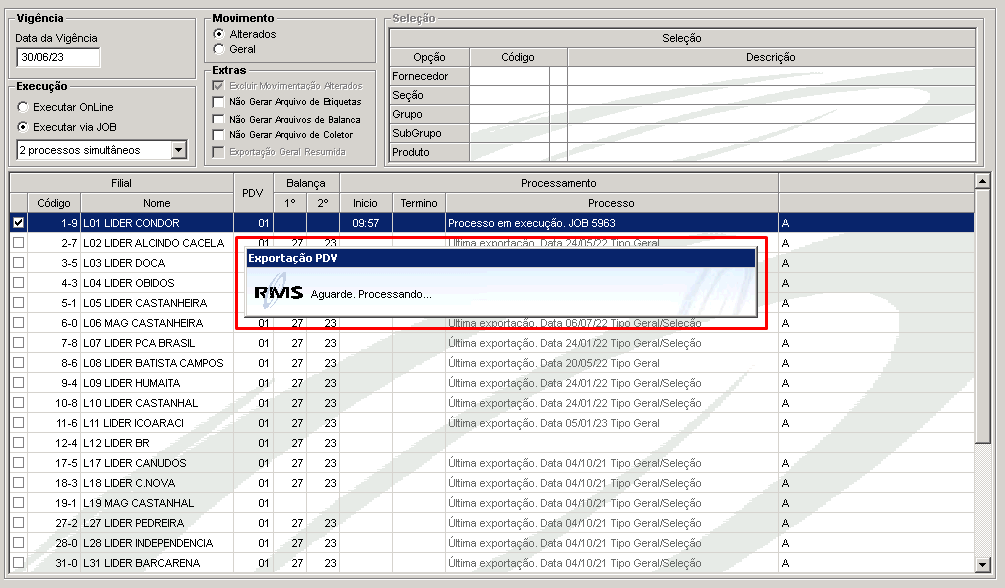 Vigência
Data da Vigência
30/06/23
Execução
Executar OnLine
Executar via JOB
2 processos simultâneos
Movimento
Alterados
Geral
Extras
Excluir Movimentação Alterados
Não Gerar Arquivo de Etiquetas
Não Gerar Arquivos de Balanca
Não Gerar Arquivo de Coletor
Exportação Geral Resumida
Seleção
Seleção
Opção Código Descrição
Fornecedor
Seção
Grupo
SubGrupo
Produto
Filial PDV Balança Processamento
Código Nome 1º 2º Inicio Termino Processo
1-9 L01 LIDER CONDOR 01 09:57 Processo em execução. JOB 5963 A
2-7 L02 LIDER ALCINDO CACELA 01 27 23 Última exportação. Data 24/05/22 Tipo Geral A
3-5 L03 LIDER DOCA A
4-3 L04 LIDER OBIDOS A
5-1 L05 LIDER CASTANHEIRA A
Exportação PDV
RMS Aguarde. Processando...
6-0 L06 MAG CASTANHEIRA 01 27 23 Última exportação. Data 06/07/22 Tipo Geral/Seleção A
7-8 L07 LIDER PCA BRASIL 01 27 23 Última exportação. Data 24/01/22 Tipo Geral/Seleção A
8-6 L08 LIDER BATISTA CAMPOS 01 27 23 Última exportação. Data 20/05/22 Tipo Geral A
9-4 L09 LIDER HUMAITA 01 27 23 Última exportação. Data 24/01/22 Tipo Geral/Seleção A
10-8 L10 LIDER CASTANHAL 01 27 23 Última exportação. Data 24/01/22 Tipo Geral/Seleção A
11-6 L11 LIDER ICOARACI 01 27 23 Última exportação. Data 05/01/23 Tipo Geral A
12-4 L12 LIDER BR 01 27 23
17-5 L17 LIDER CANUDOS 01 27 23 Última exportação. Data 04/10/21 Tipo Geral/Seleção A
18-3 L18 LIDER C.NOVA 01 27 23 Última exportação. Data 04/10/21 Tipo Geral/Seleção A
19-1 L19 MAG CASTANHAL 01 Última exportação. Data 04/10/21 Tipo Geral/Seleção A
27-2 L27 LIDER PEDREIRA 01 27 23 Última exportação. Data 04/10/21 Tipo Geral/Seleção A
28-0 L28 LIDER INDEPENDENCIA 01 27 23 Última exportação. Data 04/10/21 Tipo Geral/Seleção A
31-0 L31 LIDER BARCARENA 01 27 23 Última exportação. Data 04/10/21 Tipo Geral/Seleção A